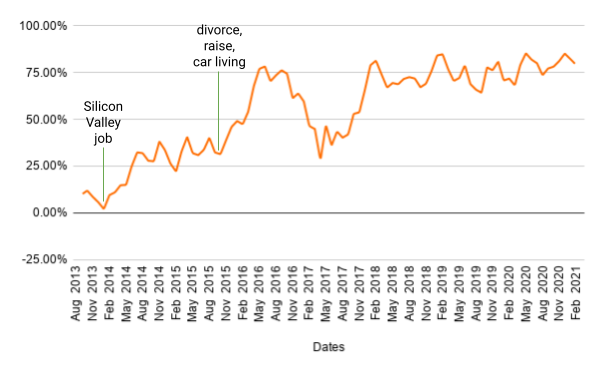 100.00%
75.00%
50.00%
25.00%
0.00%
-25.00%
divorce,
raise,
car living
Silicon
Valley
job
Aug 2013
Nov 2013
Feb 2014
May 2014
Aug 2014
Nov 2014
Feb 2015
May 2015
Aug 2015
Nov 2015
Feb 2016
May 2016
Aug 2016
Nov 2016
Feb 2017
May 2017
Aug 2017
Nov 2017
Feb 2018
May 2018
Aug 2018
Nov 2018
Feb 2019
May 2019
Aug 2019
Nov 2019
Feb 2020
May 2020
Aug 2020
Nov 2020
Feb 2021
Dates